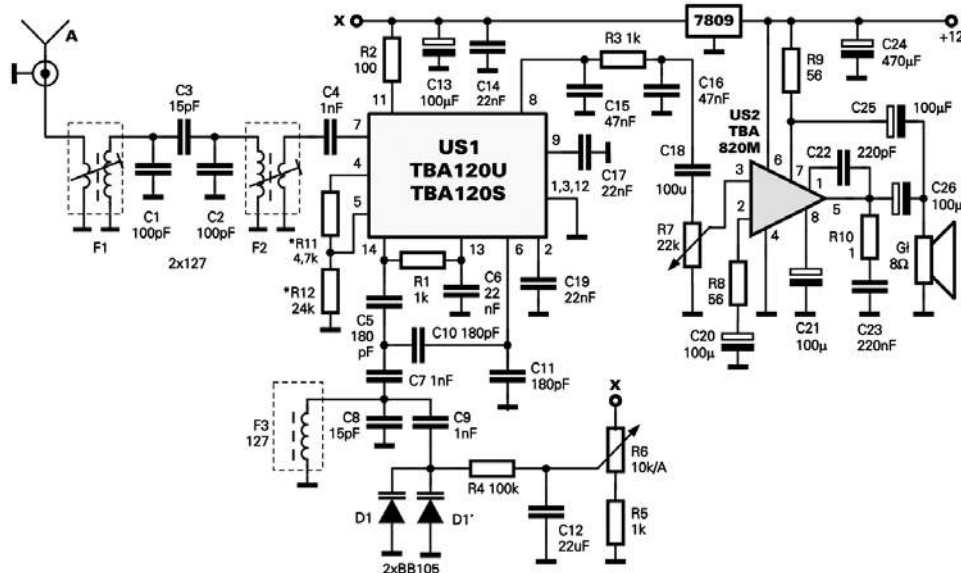 A
X
7809
+12
R2
100
C13
100µF
C14
22nF
R3 1k
R9
56
C24
470µF
C3
15pF
C4
1nF
11
8
C15
47nF
C16
47nF
C25
100µF
7
US1
TBA120U
TBA120S
9
C17
22nF
US2
TBA
820M
C18
100u
6
7
C22
220pF
1
3
4
5
1,3,12
C1
100pF
C2
100pF
F1
F2
2x127
*R11
4,7k
*R12
24k
14
13
6
2
R1
1k
C6
22
nF
C19
22nF
R7
22k
2
4
8
5
C26
100µ
R10
1
Gł
8Ω
R8
56
C20
100µ
C21
100µ
C23
220nF
C5
180
pF
C10 180pF
C7 1nF
C11
180pF
F3
127
C8
15pF
C9
1nF
X
R6
10k/A
R4 100k
R5
1k
D1
D1'
C12
22uF
2xBB105